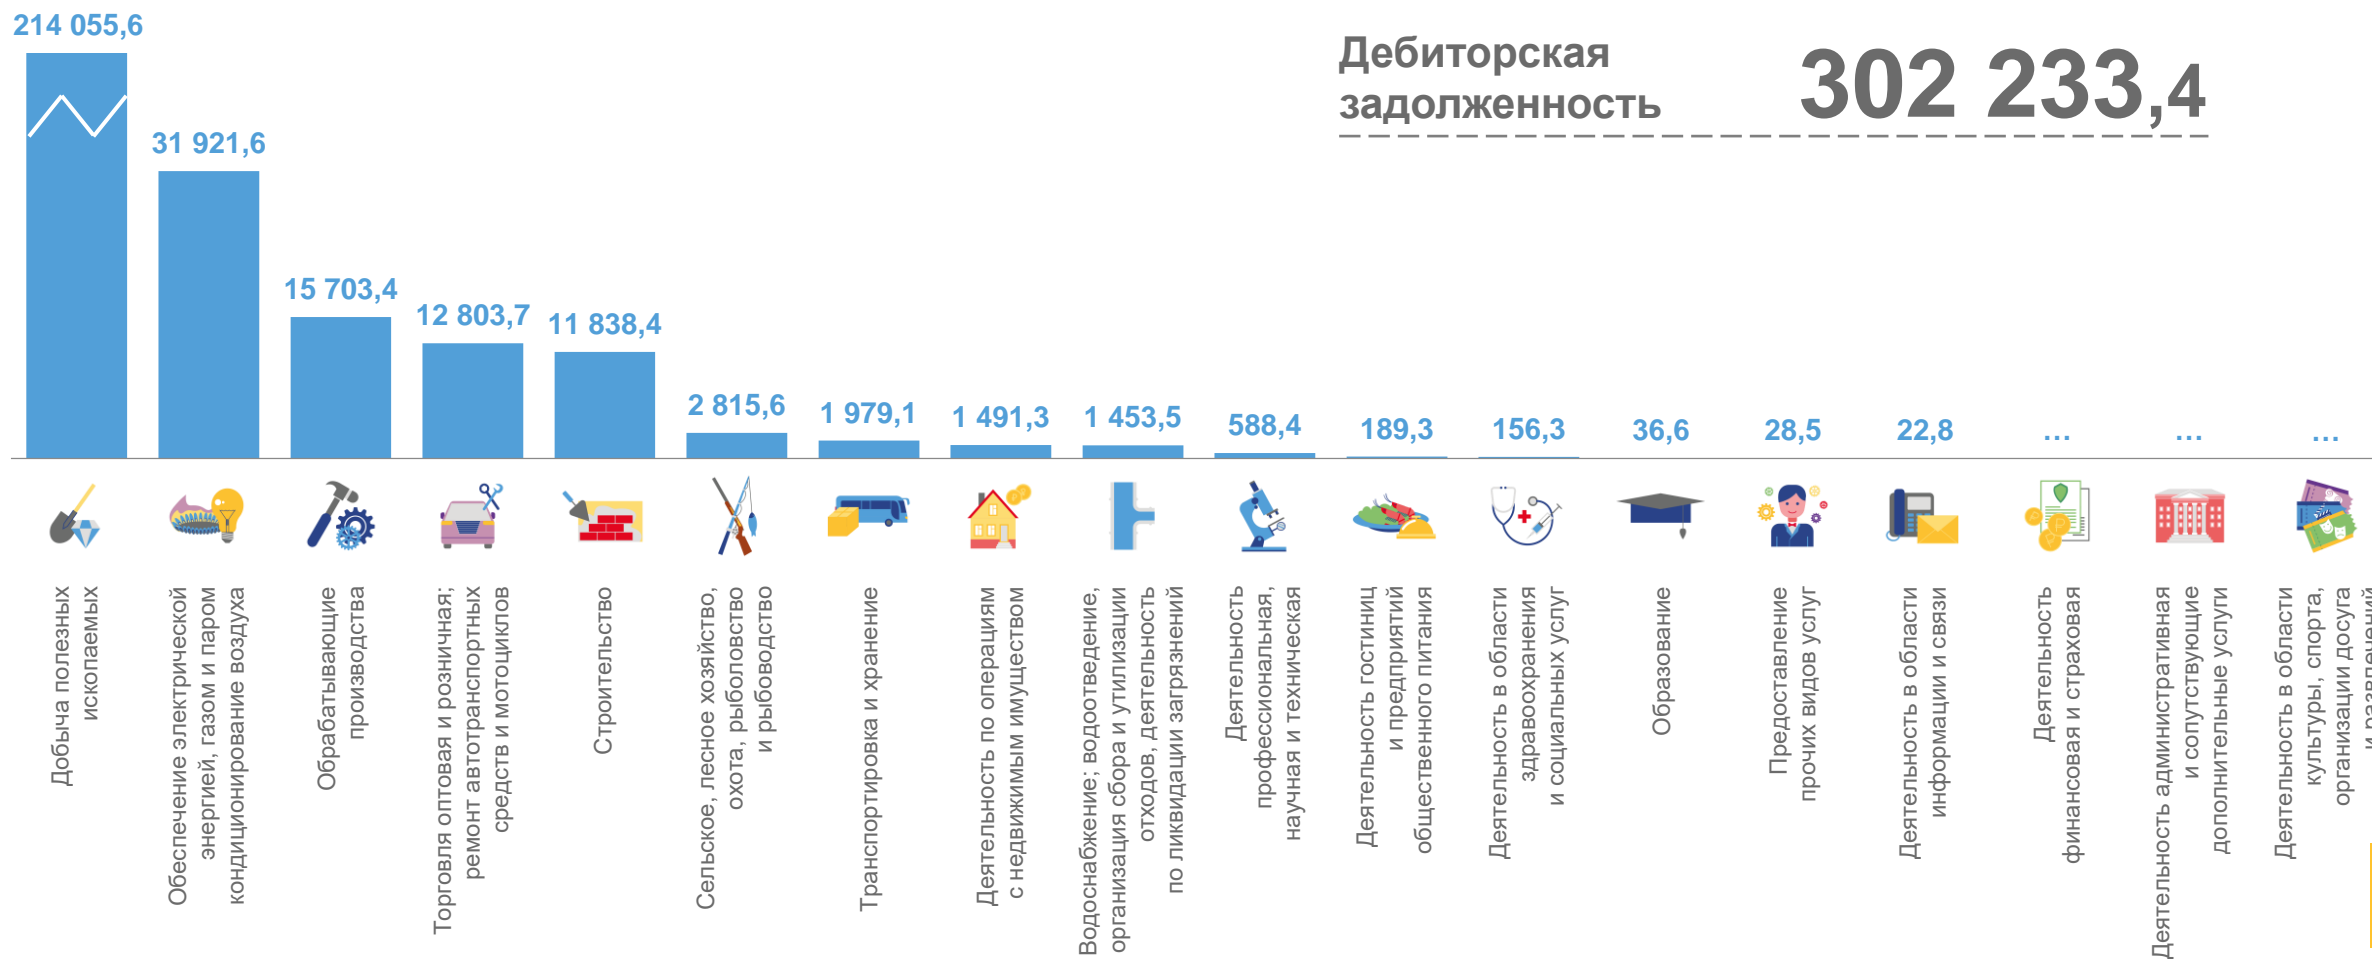 Дебиторская
задолженность
302 233,4
214 055,6
31 921,6
15 703,4
12 803,7
11 838,4
2 815,6
1 979,1
1 491,3
1 453,5
588,4
189,3
156,3
36,6
28,5
22,8
...
...
...
Добыча полезных
ископаемых
Обеспечение электрической
энергией, газом и паром
кондиционирование воздуха
Обрабатывающие
производства
Торговля оптовая и розничная;
ремонт автотранспортных
средств и мотоциклов
Строительство
Сельское, лесное хозяйство,
охота, рыболовство
и рыбоводство
Транспортировка и хранение
Деятельность по операциям
с недвижимым имуществом
Водоснабжение; водоотведение,
организация сбора и утилизации
отходов, деятельность
по ликвидации загрязнений
Деятельность
профессиональная,
научная и техническая
Деятельность гостиниц
и предприятий
общественного питания
Деятельность в области
здравоохранения
и социальных услуг
Образование
Предоставление
прочих видов услуг
Деятельность в области
информации и связи
Деятельность
финансовая и страховая
Деятельность административная
и сопутствующие
дополнительные услуги
Деятельность в области
культуры, спорта,
организации досуга
и развлечений